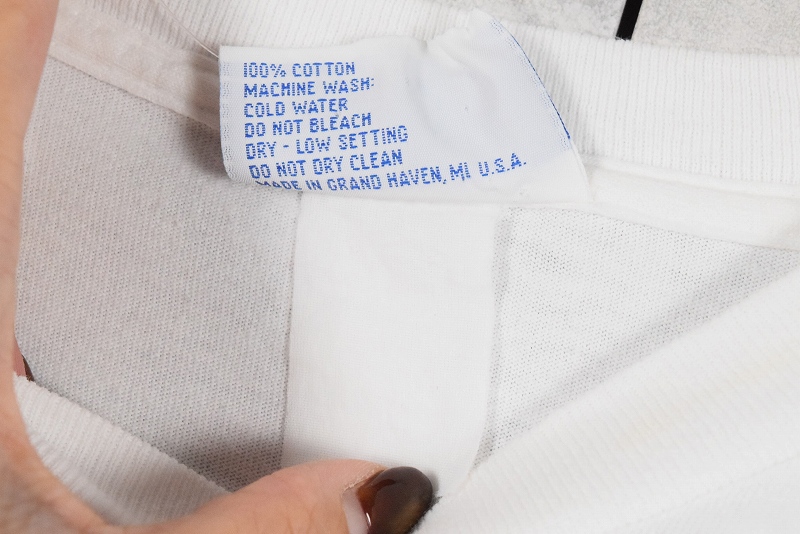 100% COTTON
MACHINE WASH:
COLD WATER
DO NOT BLEACH
DRY - LOW SETTING
DO NOT DRY CLEAN
MADE IN GRAND HAVEN, MI. U.S.A.